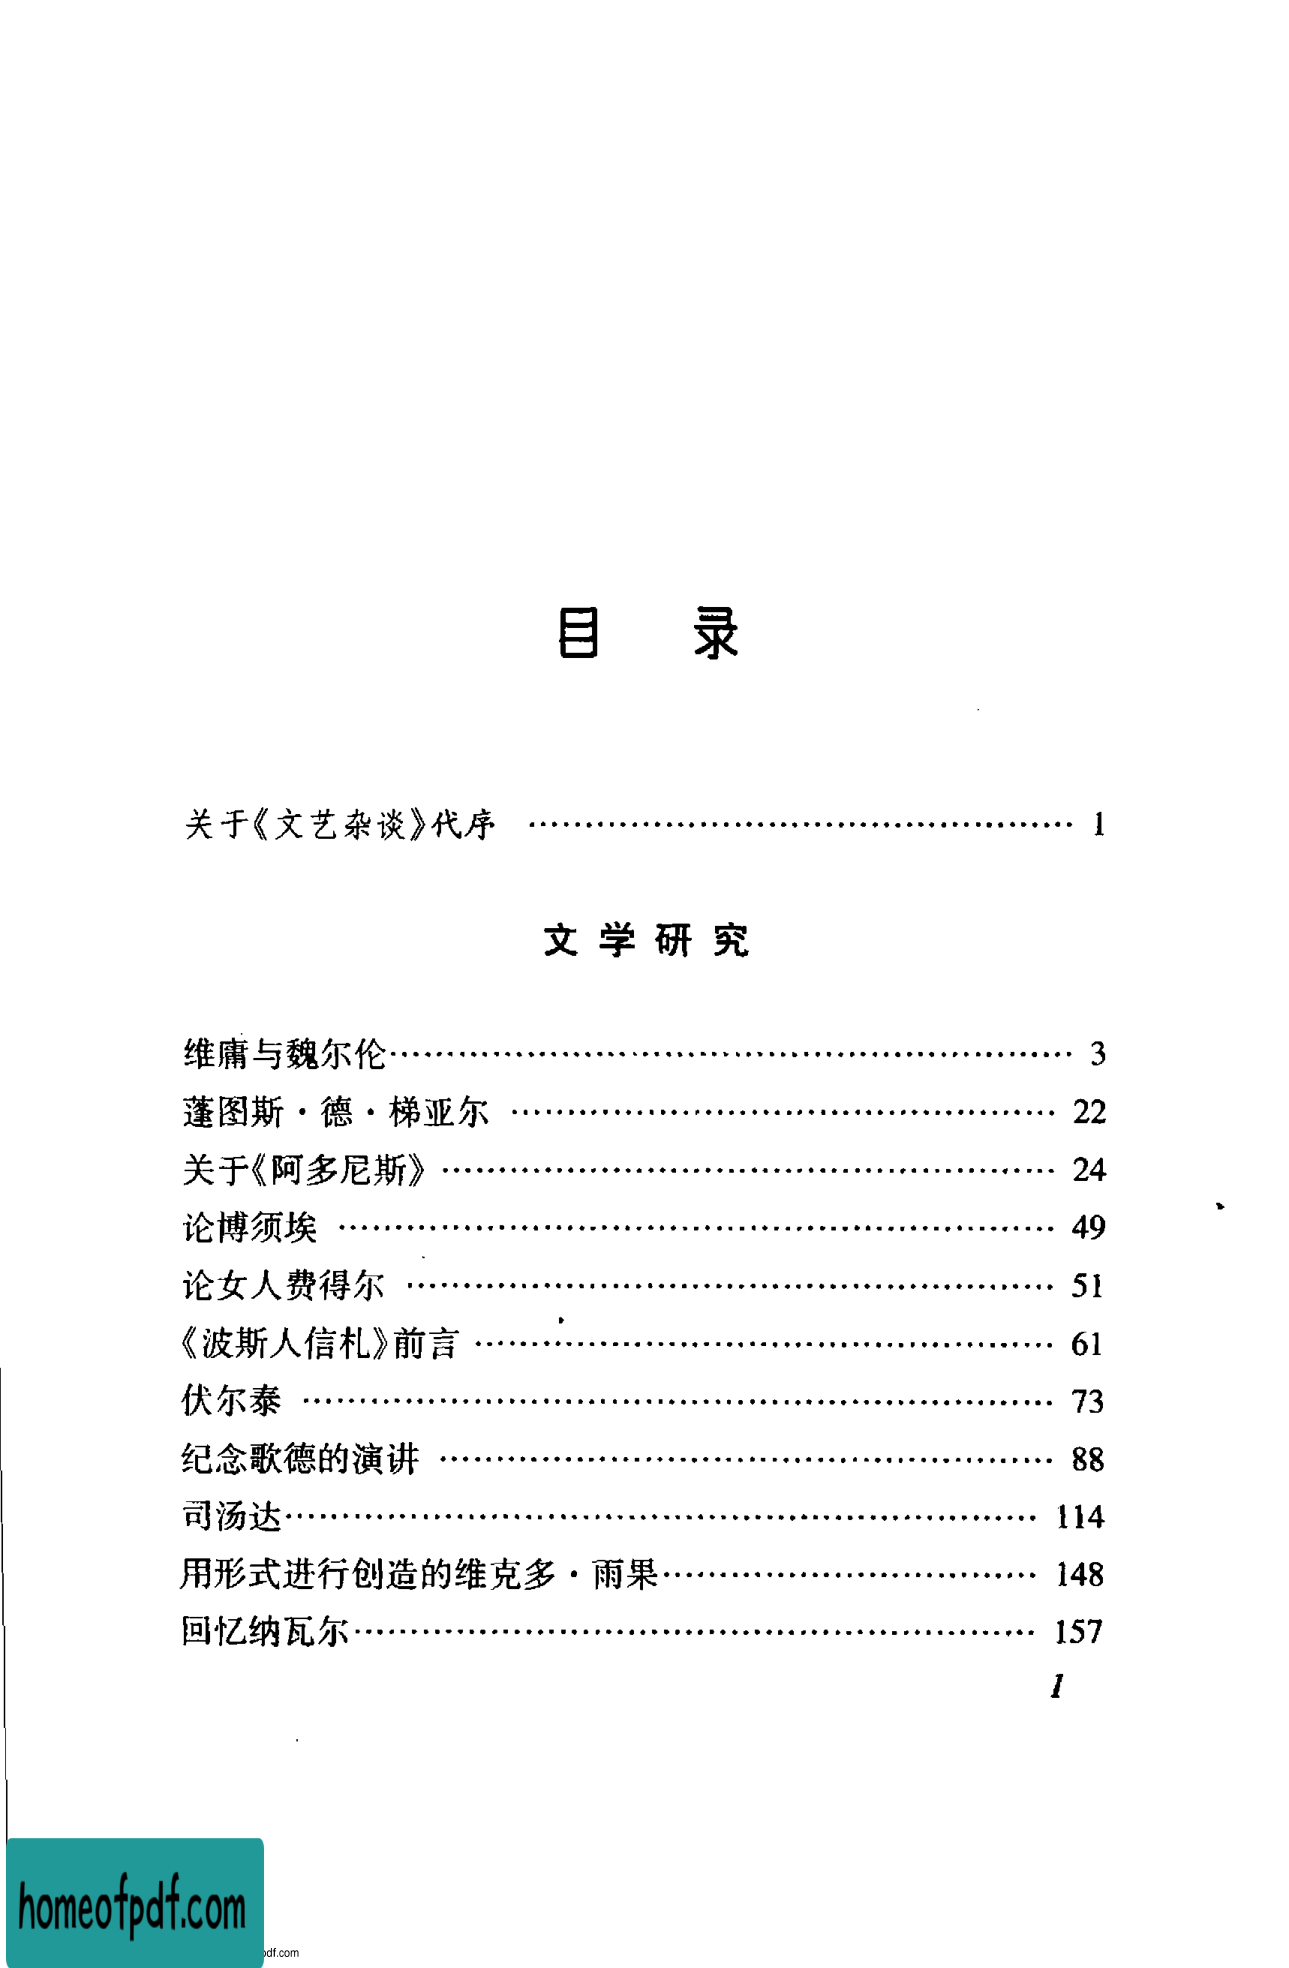 目 录
关于《文艺杂谈》代序 …………………………………………… 1
文学研究
维庸与魏尔伦…………………………………………………… 3
蓬图斯·德·梯亚尔 ………………………………………… 22
关于《阿多尼斯》 ……………………………………………… 24
论博须埃 ……………………………………………………… 49
论女人费得尔 ………………………………………………… 51
《波斯人信札》前言 …………………………………………… 61
伏尔泰 ………………………………………………………… 73
纪念歌德的演讲 ……………………………………………… 88
司汤达………………………………………………………… 114
用形式进行创造的维克多·雨果…………………………… 148
回忆纳瓦尔…………………………………………………… 157
1
homeofpdf.com
pdf.com